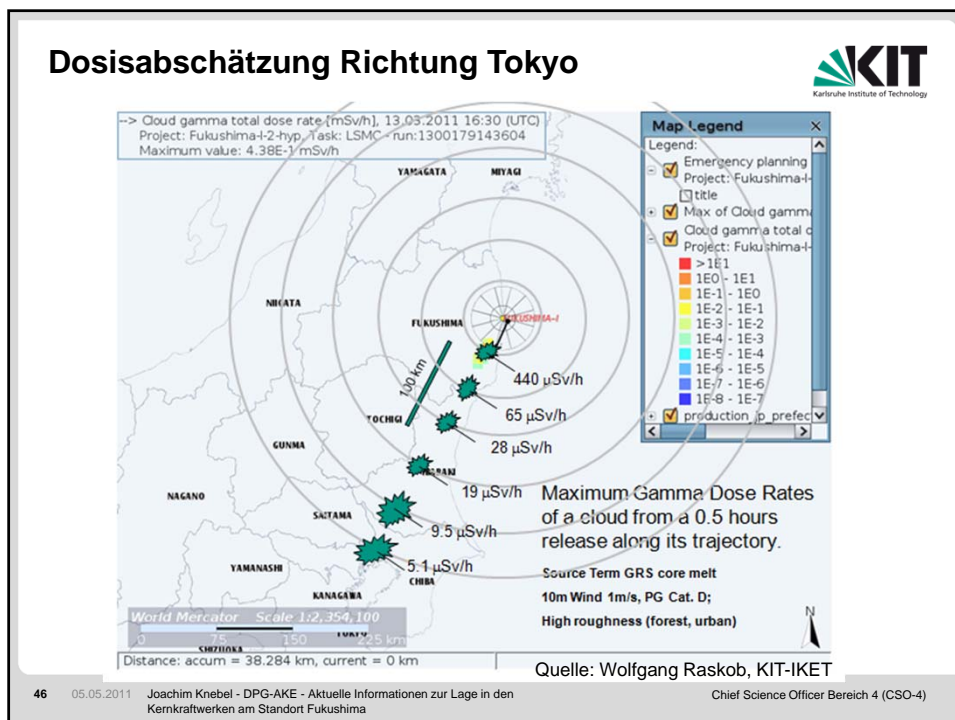 Dosisabschätzung Richtung Tokyo
KIT
Karlsruhe Institute of Technology
--> Cloud gamma total dose rate [mSv/h], 13.03.2011 16:30 (UTC)
Project: Fukushima-I-2-hyp, Task: LSMC - run:1300179143604
Maximum value: 4.38E-1 mSv/h
Map Legend
Legend:
Emergency planning
Project: Fukushima-I-
title
Max of Cloud gamma
Cloud gamma total d
Project: Fukushima-I-
>1E1
1E0 - 1E1
1E-1 - 1E0
1E-2 - 1E-1
1E-3 - 1E-2
1E-4 - 1E-3
1E-5 - 1E-4
1E-6 - 1E-5
1E-7 - 1E-6
1E-8 - 1E-7
production_jp_prefec
YAMAGATA
MIYAGI
NIIGATA
FUKUSHIMA
FUKUSHIMA-I
100 km
440 µSv/h
65 µSv/h
TOCHIGI
28 µSv/h
GUNMA
IBARAKI
19 µSv/h
NAGANO
SAITAMA
9.5 µSv/h
5.1 µSv/h
YAMANASHI
CHIBA
KANAGAWA
TOKYO
SHIZUOKA
Maximum Gamma Dose Rates
of a cloud from a 0.5 hours
release along its trajectory.
Source Term GRS core melt
10m Wind 1m/s, PG Cat. D;
High roughness (forest, urban)
N
World Mercator Scale 1:2,354,100
0 75 150 225 km
Distance: accum = 38.284 km, current = 0 km
Quelle: Wolfgang Raskob, KIT-IKET
46 05.05.2011 Joachim Knebel - DPG-AKE - Aktuelle Informationen zur Lage in den
Kernkraftwerken am Standort Fukushima
Chief Science Officer Bereich 4 (CSO-4)